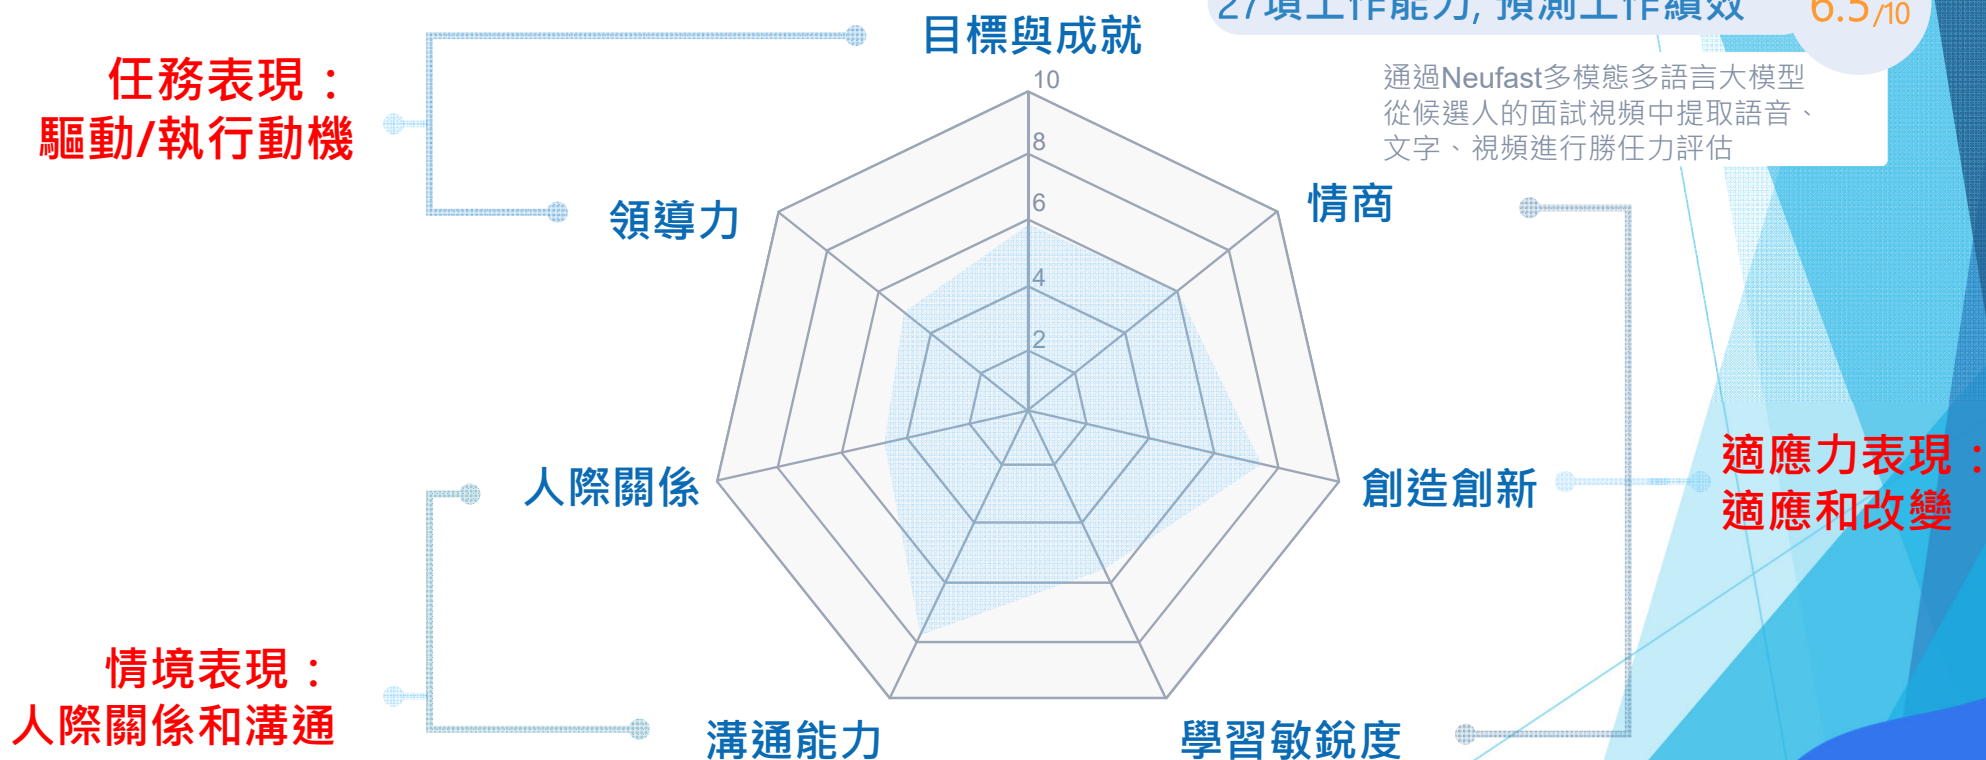 27項工作能力, 預測工作績效
6.5/10
通過Neufast多模態多語言大模型
從候選人的面試視頻中提取語音、
文字、視頻進行勝任力評估
目標與成就
任務表現：
驅動/執行動機
10
8
6
4
2
領導力
情商
人際關係
創造創新
適應力表現：
適應和改變
情境表現：
人際關係和溝通
溝通能力
學習敏銳度